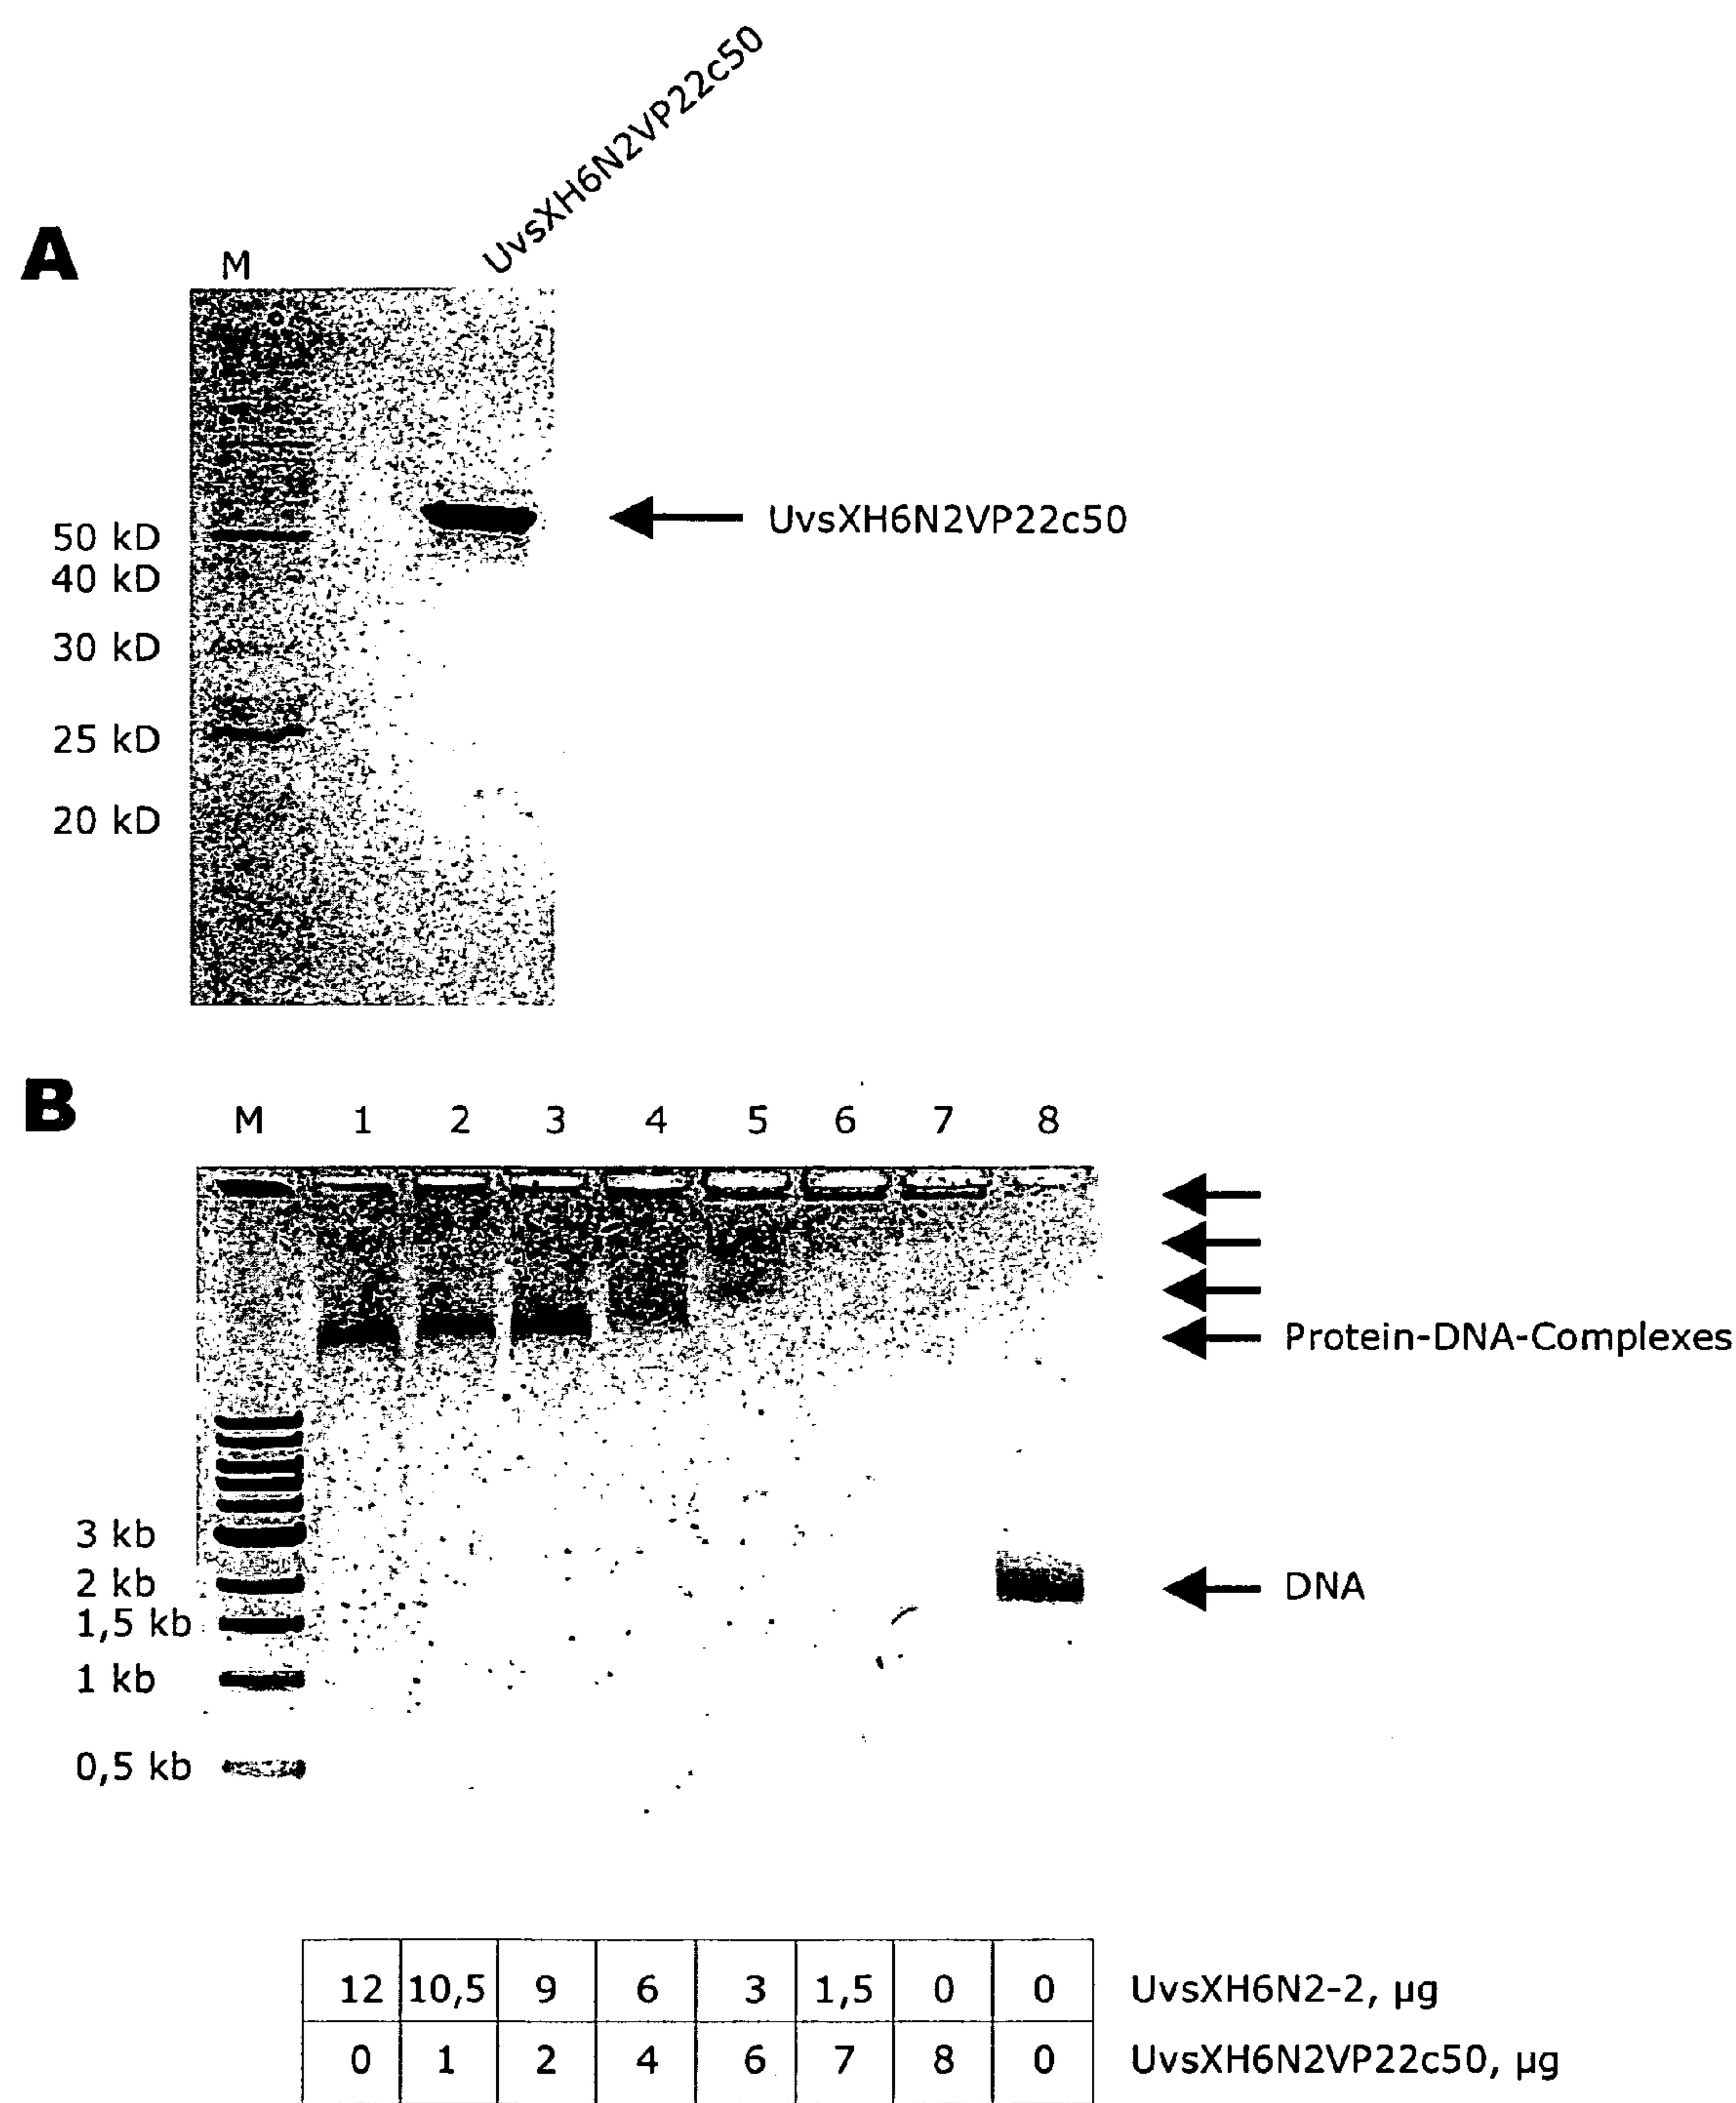 UvsXH6N2VP22c50
A
M
50 kD
UvsXH6N2VP22c50
40 kD
30 kD
25 kD
20 kD
B
M 1 2 3 4 5 6 7 8
Protein-DNA-Complexes
3 kb
2 kb
DNA
1,5 kb
1 kb
0,5 kb
12 10,5 9 6 3 1,5 0 0 UvsXH6N2-2, µg
0 1 2 4 6 7 8 0 UvsXH6N2VP22c50, µg